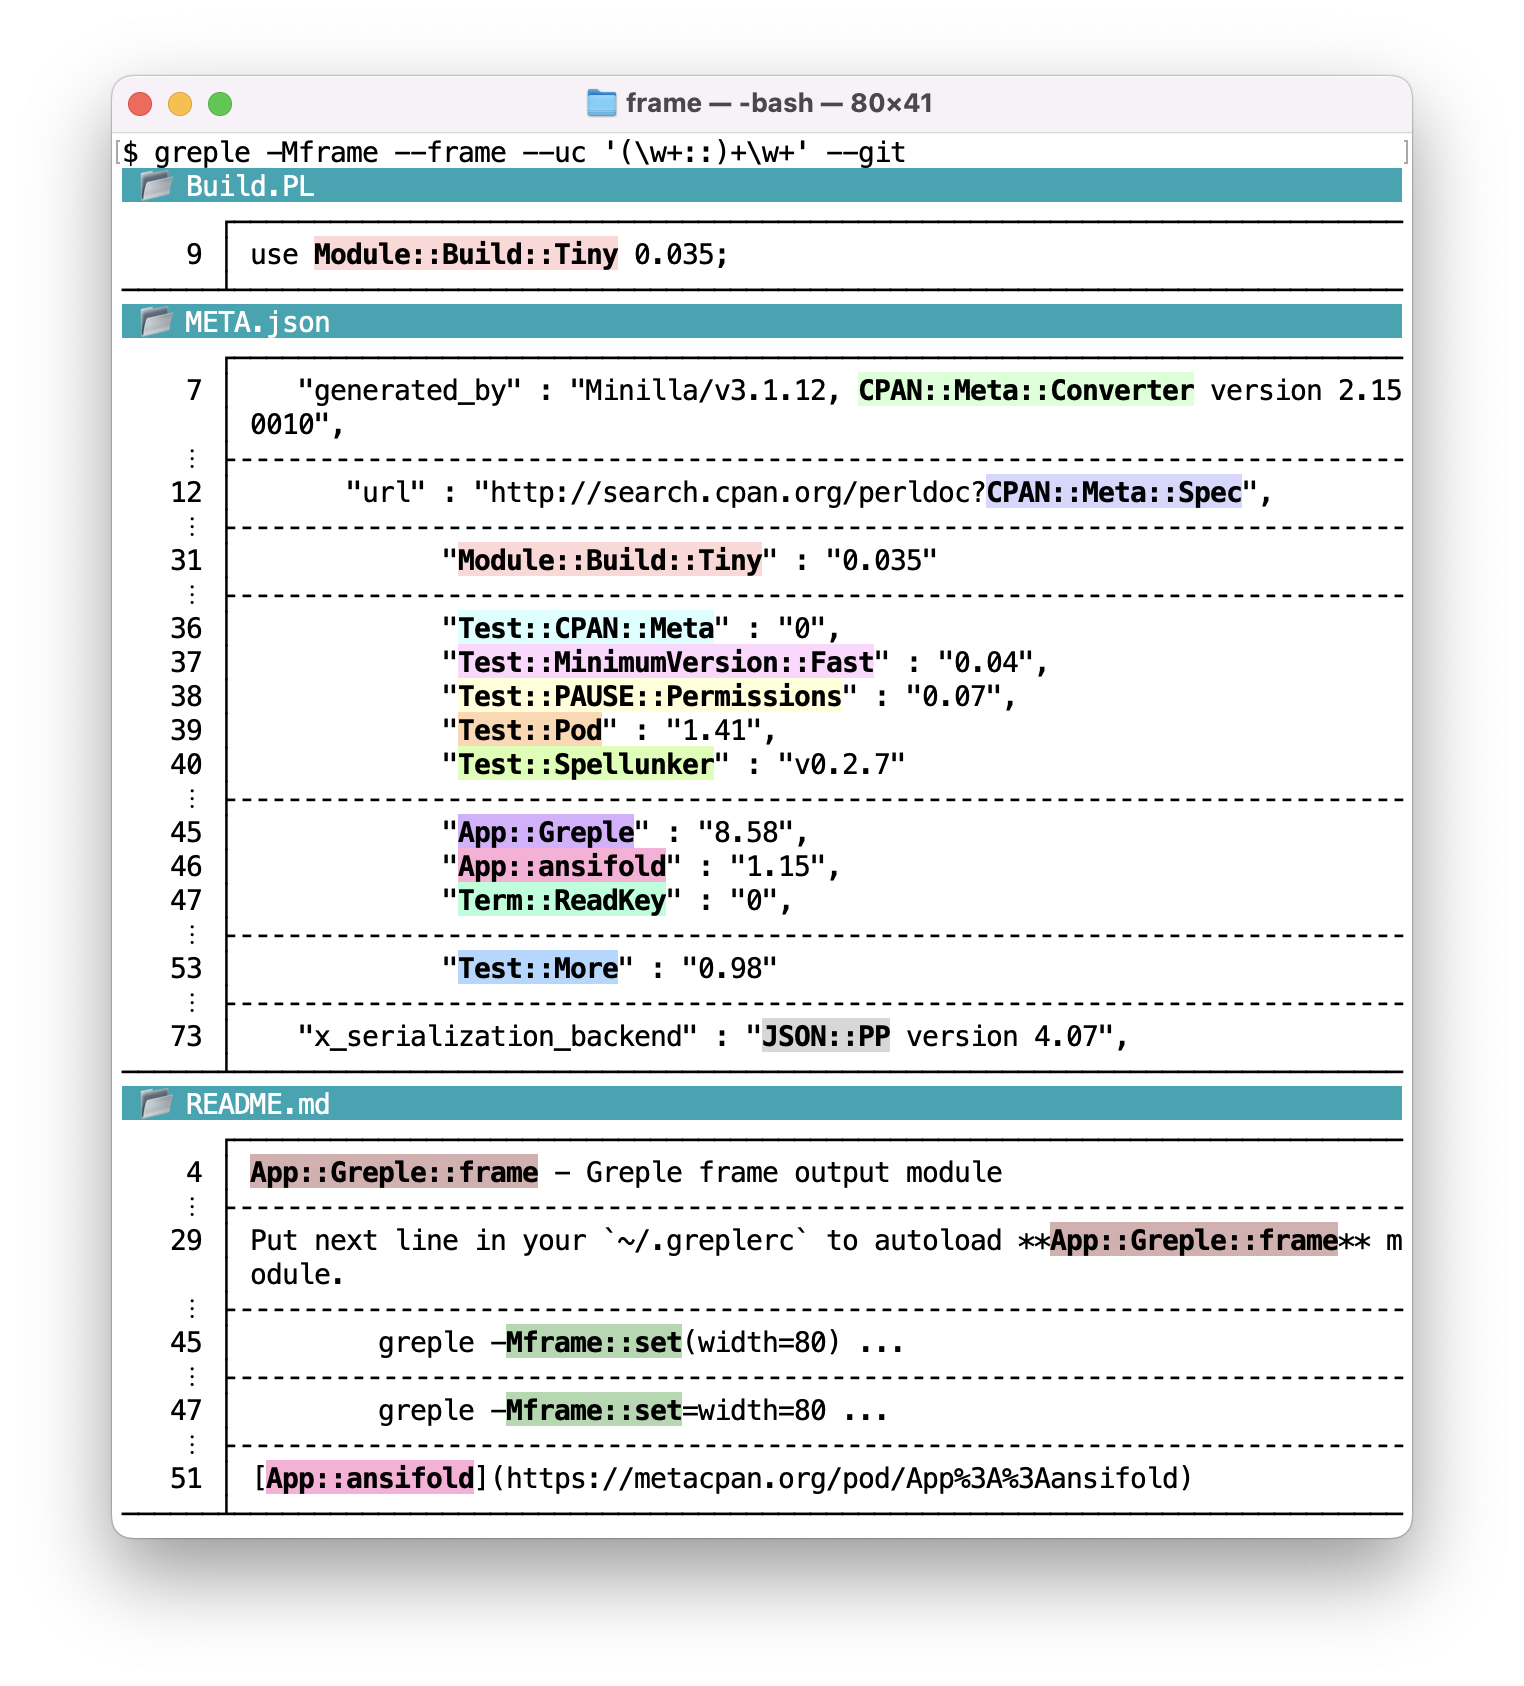 frame — -bash — 80×41
[$ greple -Mframe --frame --uc '(\w+::)+\w+' --git ]
Build.PL
9 use Module::Build::Tiny 0.035;
META.json
7 "generated_by" : "Minilla/v3.1.12, CPAN::Meta::Converter version 2.15
0010",
⋮
12 "url" : "http://search.cpan.org/perldoc?CPAN::Meta::Spec",
⋮
31 "Module::Build::Tiny" : "0.035"
⋮
36 "Test::CPAN::Meta" : "0",
37 "Test::MinimumVersion::Fast" : "0.04",
38 "Test::PAUSE::Permissions" : "0.07",
39 "Test::Pod" : "1.41",
40 "Test::Spellunker" : "v0.2.7"
⋮
45 "App::Greple" : "8.58",
46 "App::ansifold" : "1.15",
47 "Term::ReadKey" : "0",
⋮
53 "Test::More" : "0.98"
⋮
73 "x_serialization_backend" : "JSON::PP version 4.07",
README.md
4 App::Greple::frame - Greple frame output module
⋮
29 Put next line in your `~/.greplerc` to autoload **App::Greple::frame** m
odule.
⋮
45 greple -Mframe::set(width=80) ...
⋮
47 greple -Mframe::set=width=80 ...
⋮
51 [App::ansifold](https://metacpan.org/pod/App%3A%3Aansifold)